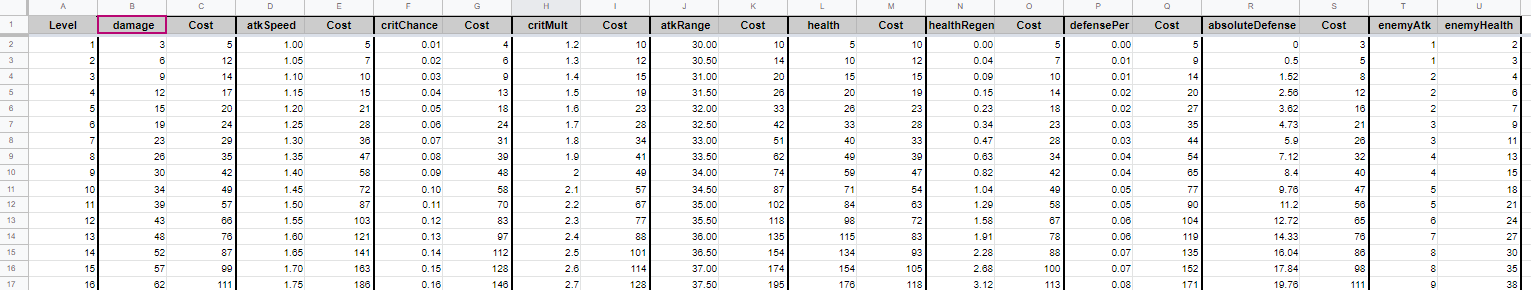 A B C D E F G H I J K L M N O P Q R S T U
1 Level damage Cost atkSpeed Cost critChance Cost critMult Cost atkRange Cost health Cost healthRegen Cost defensePer Cost absoluteDefense Cost enemyAtk enemyHealth
2 1 3 5 1.00 5 0.01 4 1.2 10 30.00 10 5 10 0.00 5 0.00 5 0 3 1 2
3 2 6 12 1.05 7 0.02 6 1.3 12 30.50 14 10 12 0.04 7 0.01 9 0.5 5 1 3
4 3 9 14 1.10 10 0.03 9 1.4 15 31.00 20 15 15 0.09 10 0.01 14 1.52 8 2 4
5 4 12 17 1.15 15 0.04 13 1.5 19 31.50 26 20 19 0.15 14 0.02 20 2.56 12 2 6
6 5 15 20 1.20 21 0.05 18 1.6 23 32.00 33 26 23 0.23 18 0.02 27 3.62 16 2 7
7 6 19 24 1.25 28 0.06 24 1.7 28 32.50 42 33 28 0.34 23 0.03 35 4.73 21 3 9
8 7 23 29 1.30 36 0.07 31 1.8 34 33.00 51 40 33 0.47 28 0.03 44 5.9 26 3 11
9 8 26 35 1.35 47 0.08 39 1.9 41 33.50 62 49 39 0.63 34 0.04 54 7.12 32 4 13
10 9 30 42 1.40 58 0.09 48 2 49 34.00 74 59 47 0.82 42 0.04 65 8.4 40 4 15
11 10 34 49 1.45 72 0.10 58 2.1 57 34.50 87 71 54 1.04 49 0.05 77 9.76 47 5 18
12 11 39 57 1.50 87 0.11 70 2.2 67 35.00 102 84 63 1.29 58 0.05 90 11.2 56 5 21
13 12 43 66 1.55 103 0.12 83 2.3 77 35.50 118 98 72 1.58 67 0.06 104 12.72 65 6 24
14 13 48 76 1.60 121 0.13 97 2.4 88 36.00 135 115 83 1.91 78 0.06 119 14.33 76 7 27
15 14 52 87 1.65 141 0.14 112 2.5 101 36.50 154 134 93 2.28 88 0.07 135 16.04 86 8 30
16 15 57 99 1.70 163 0.15 128 2.6 114 37.00 174 154 105 2.68 100 0.07 152 17.84 98 8 35
17 16 62 111 1.75 186 0.16 146 2.7 128 37.50 195 176 118 3.12 113 0.08 171 19.76 111 9 38